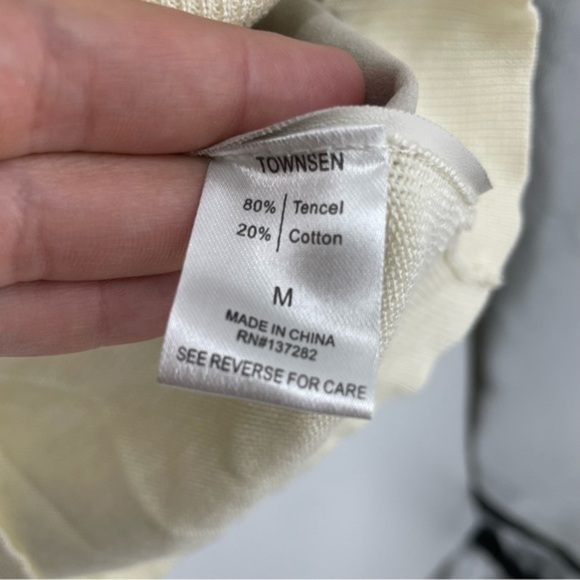 TOWNSEN
80% Tencel
20% Cotton
M
MADE IN CHINA
RN#137282
SEE REVERSE FOR CARE